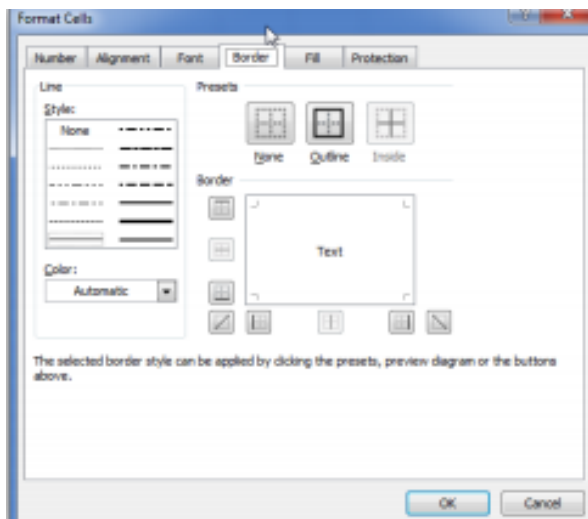 Format Cells
Number Alignment Font Border Fill Protection
Line
Style:
None
Color:
Automatic
Presets
None Outline Inside
Border
Text
The selected border style can be applied by clicking the presets, preview diagram or the buttons
above.
OK Cancel